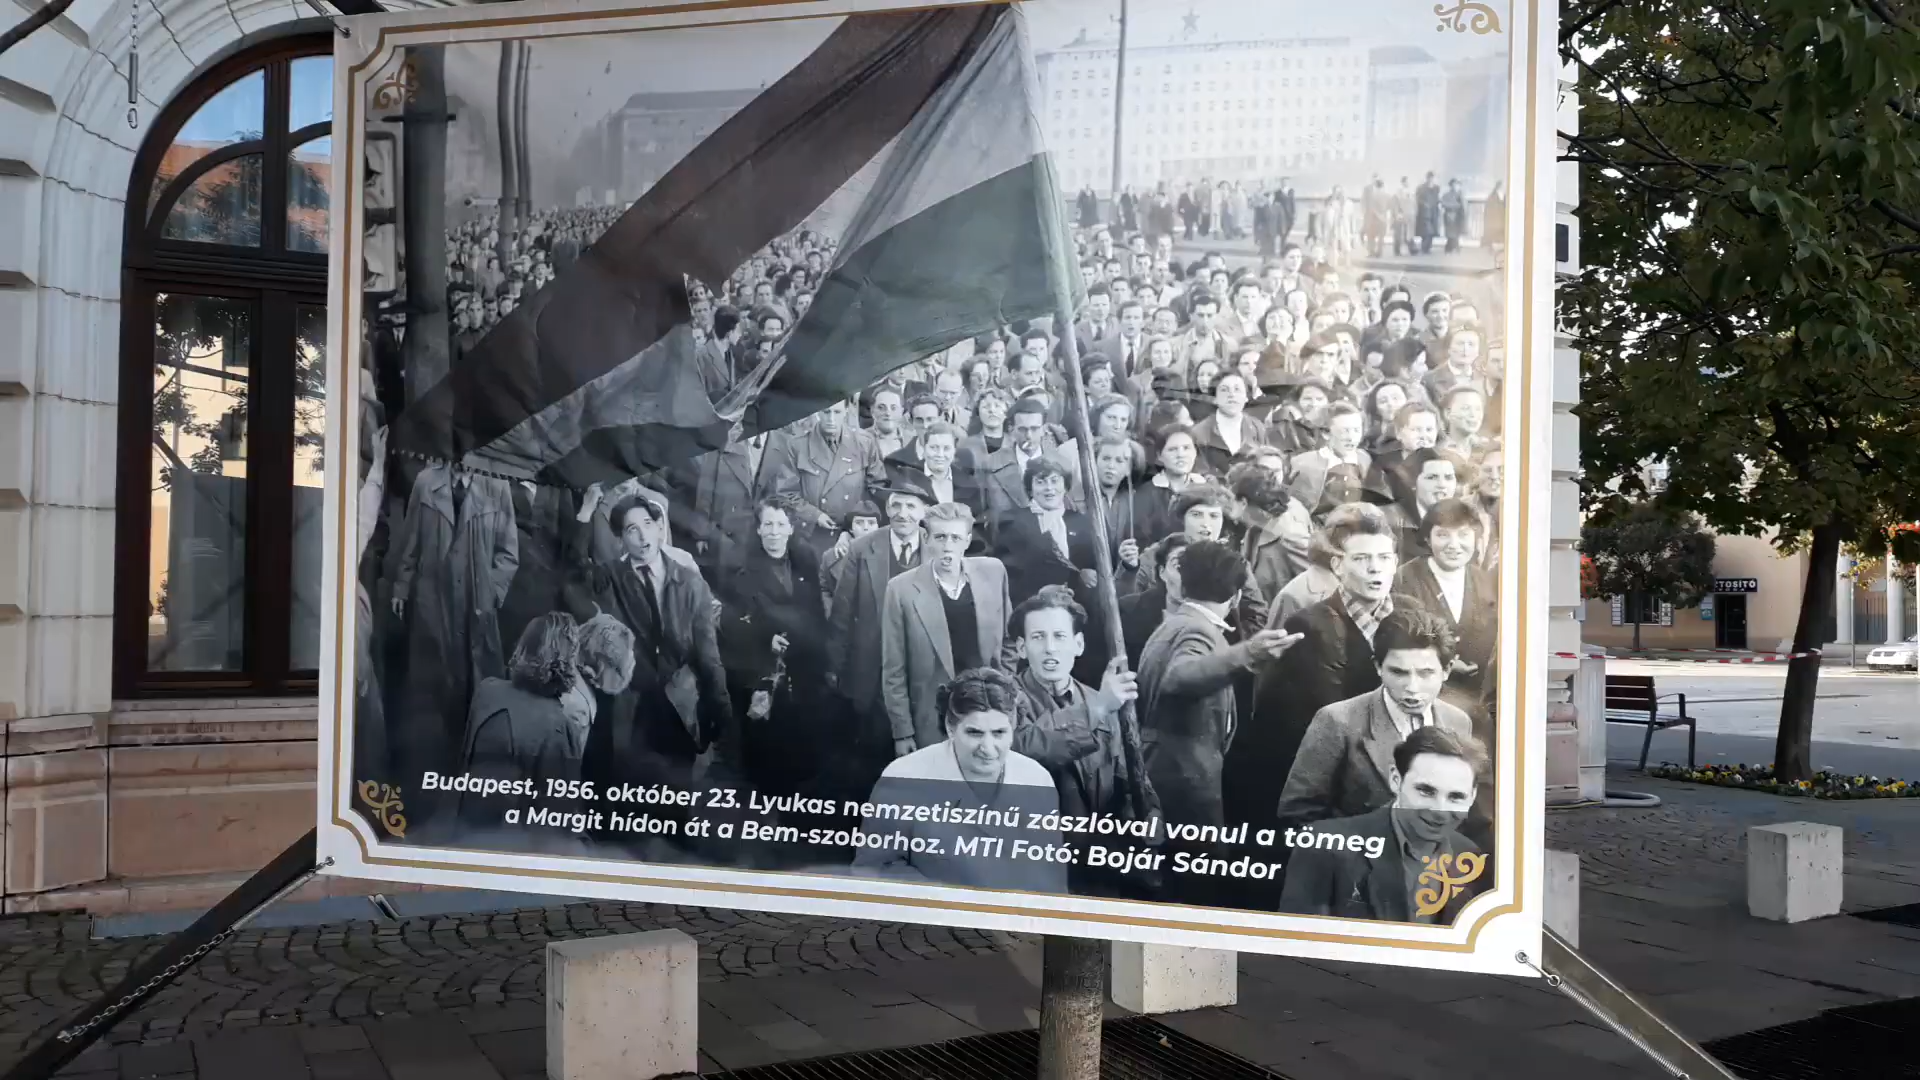 Budapest, 1956. október 23. Lyukas nemzetiszínű zászlóval vonul a tömeg
a Margit hídon át a Bem-szoborhoz. MTI Fotó: Bojár Sándor